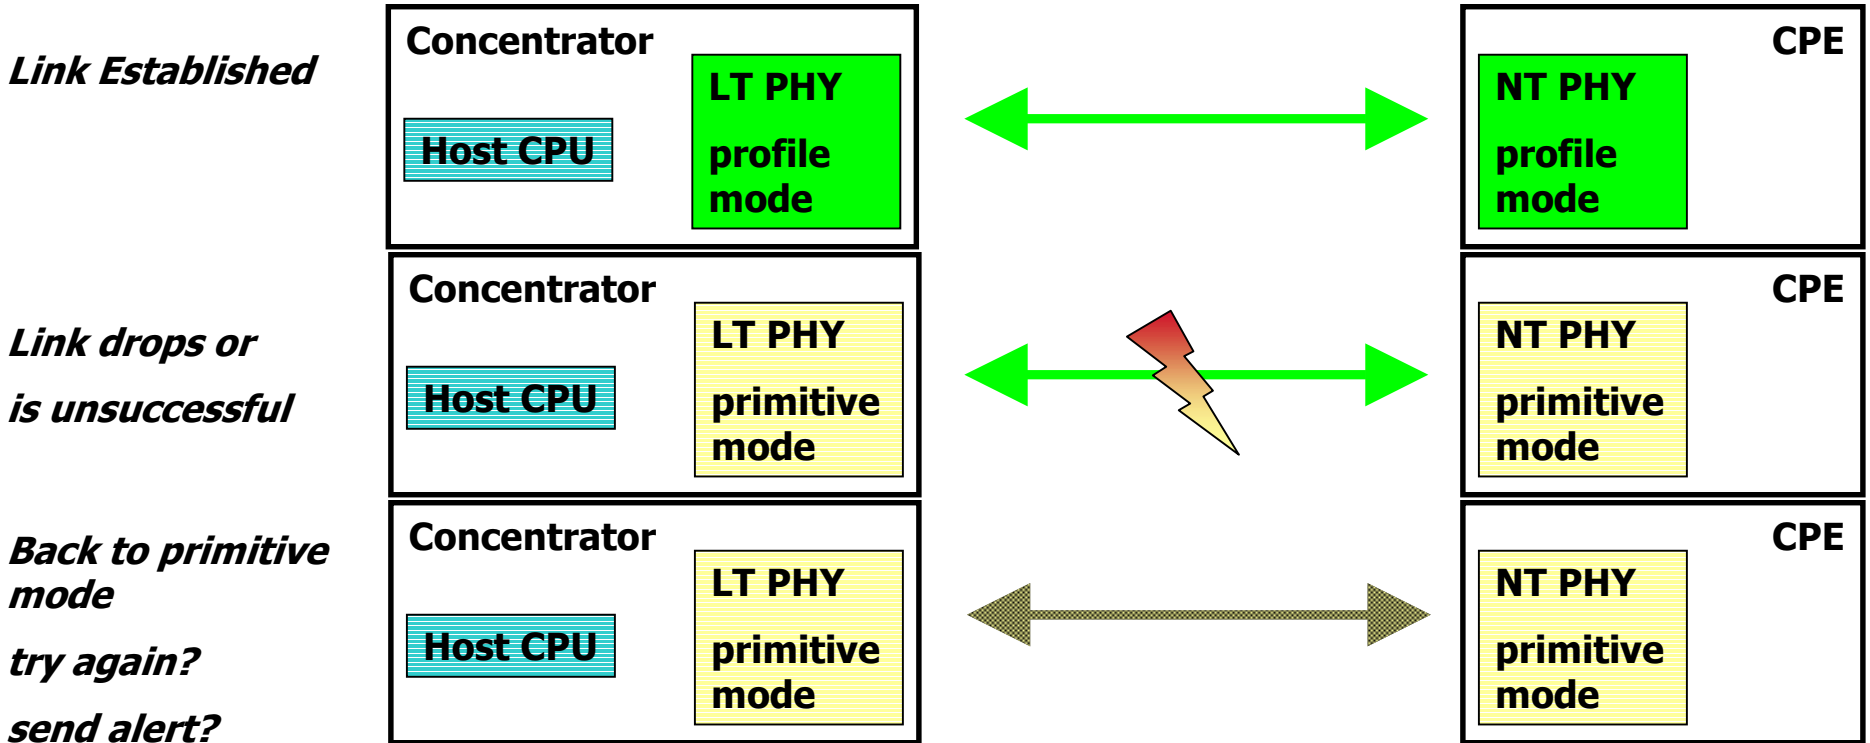 Link Established
Concentrator
Host CPU
LT PHY
profile
mode
CPE
NT PHY
profile
mode
Link drops or
is unsuccessful
Concentrator
Host CPU
LT PHY
primitive
mode
CPE
NT PHY
primitive
mode
Back to primitive
mode
try again?
send alert?
Concentrator
Host CPU
LT PHY
primitive
mode
CPE
NT PHY
primitive
mode